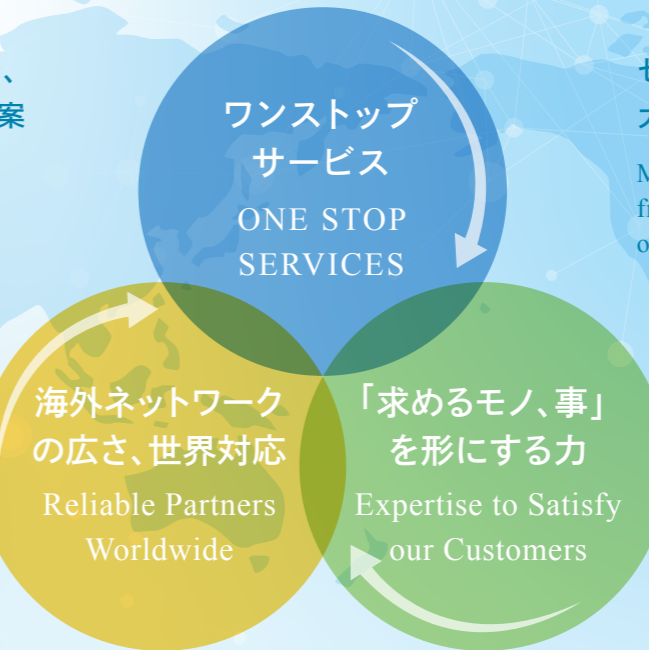 、
案
ワンストップ
サービス
ONE STOP
SERVICES
海外ネットワーク
の広さ、世界対応
Reliable Partners
Worldwide
「求めるモノ、事」
を形にする力
Expertise to Satisfy
our Customers